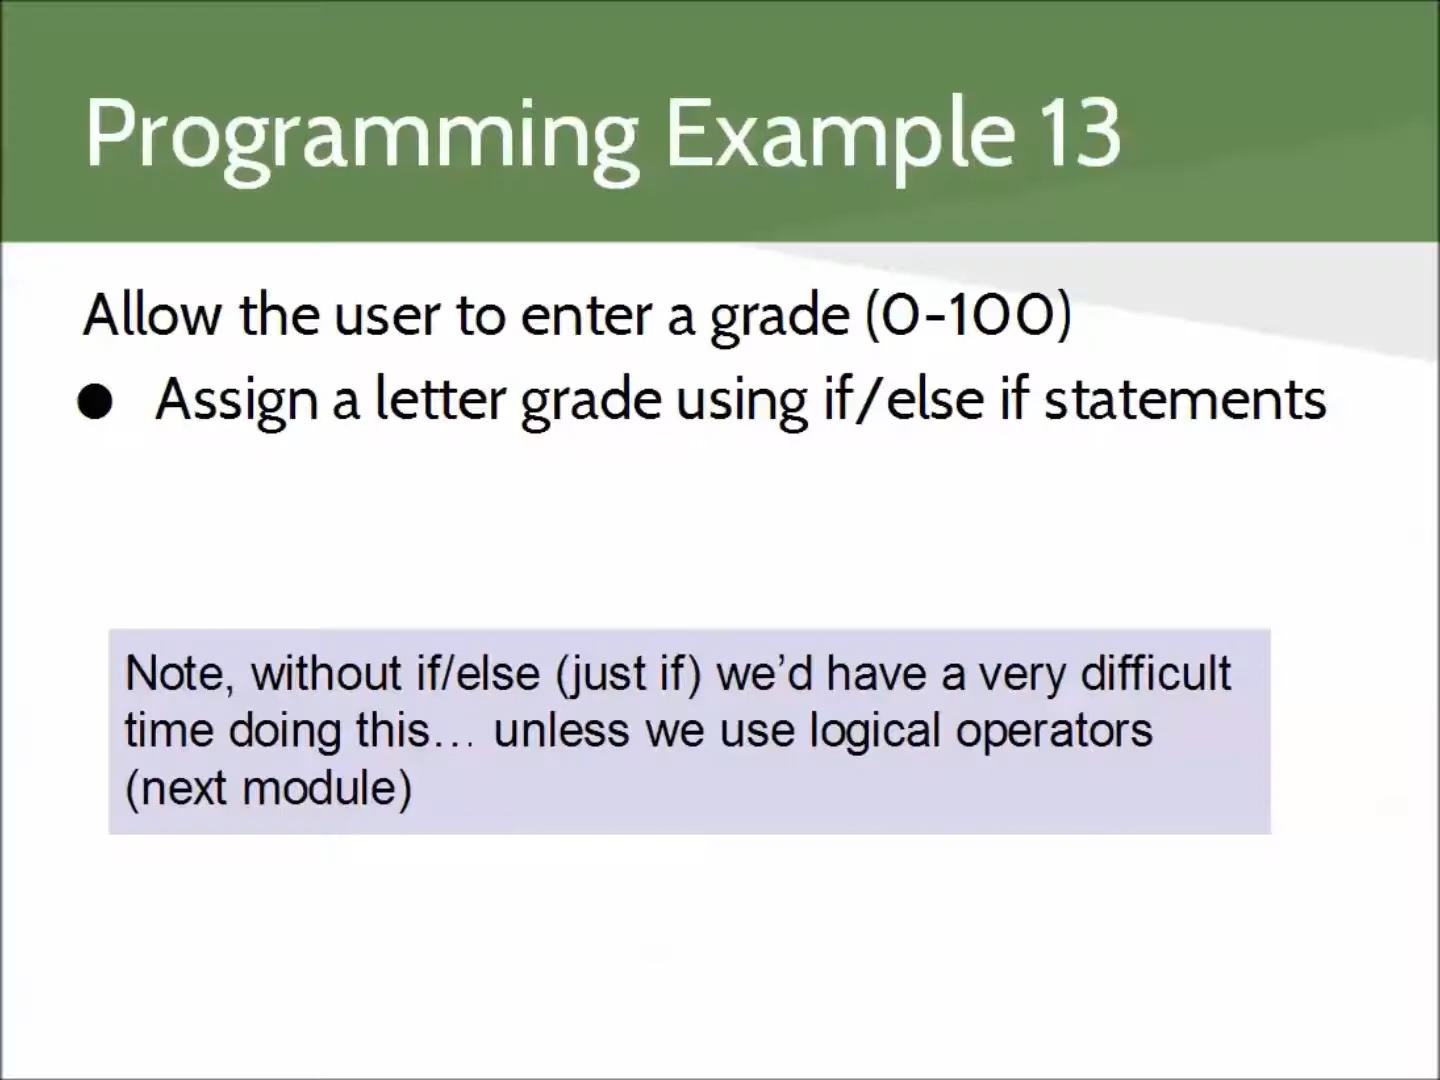 Programming Example 13
Allow the user to enter a grade (0-100)
● Assign a letter grade using if/else if statements
Note, without if/else (just if) we’d have a very difficult
time doing this… unless we use logical operators
(next module)